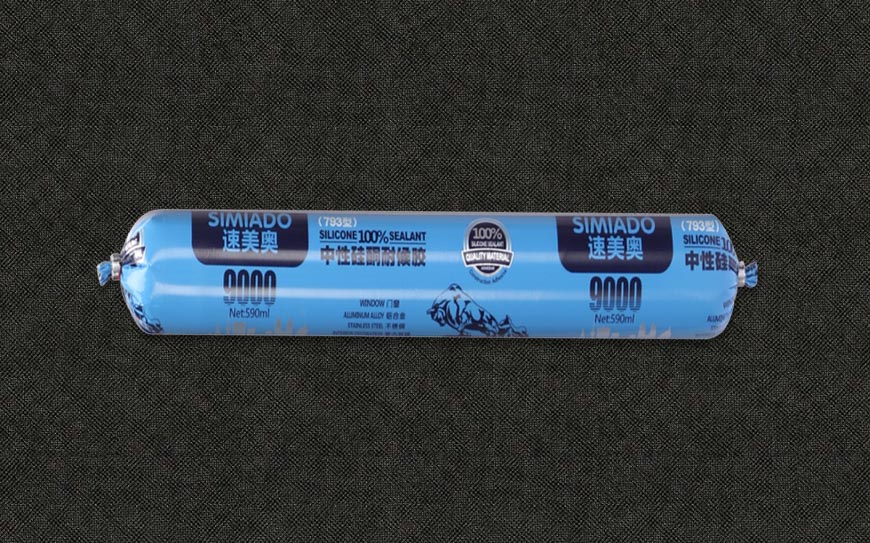 SIMIADO
速美奥
9000
Net:590ml
(793型)
SILICONE 100% SEALANT
中性硅酮耐候胶
WINDOW 门窗
ALUMINUM ALLOY 铝合金
STAINLESS STEEL 不锈钢
100%
SILICONE SEALANT
QUALITY MATERIAL
SIMIADO
速美奥
9000
Net:590ml
(793型)
SILICONE 10
中性硅
WINDOW